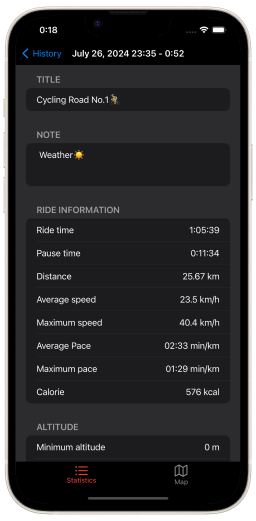 0:18
History
July 26, 2024 23:35 - 0:52
TITLE
Cycling Road No.1🚴
NOTE
Weather☀️
RIDE INFORMATION
Ride time 1:05:39
Pause time 0:11:34
Distance 25.67 km
Average speed 23.5 km/h
Maximum speed 40.4 km/h
Average Pace 02:33 min/km
Maximum pace 01:29 min/km
Calorie 576 kcal
ALTITUDE
Minimum altitude 0 m
Statistics
Map